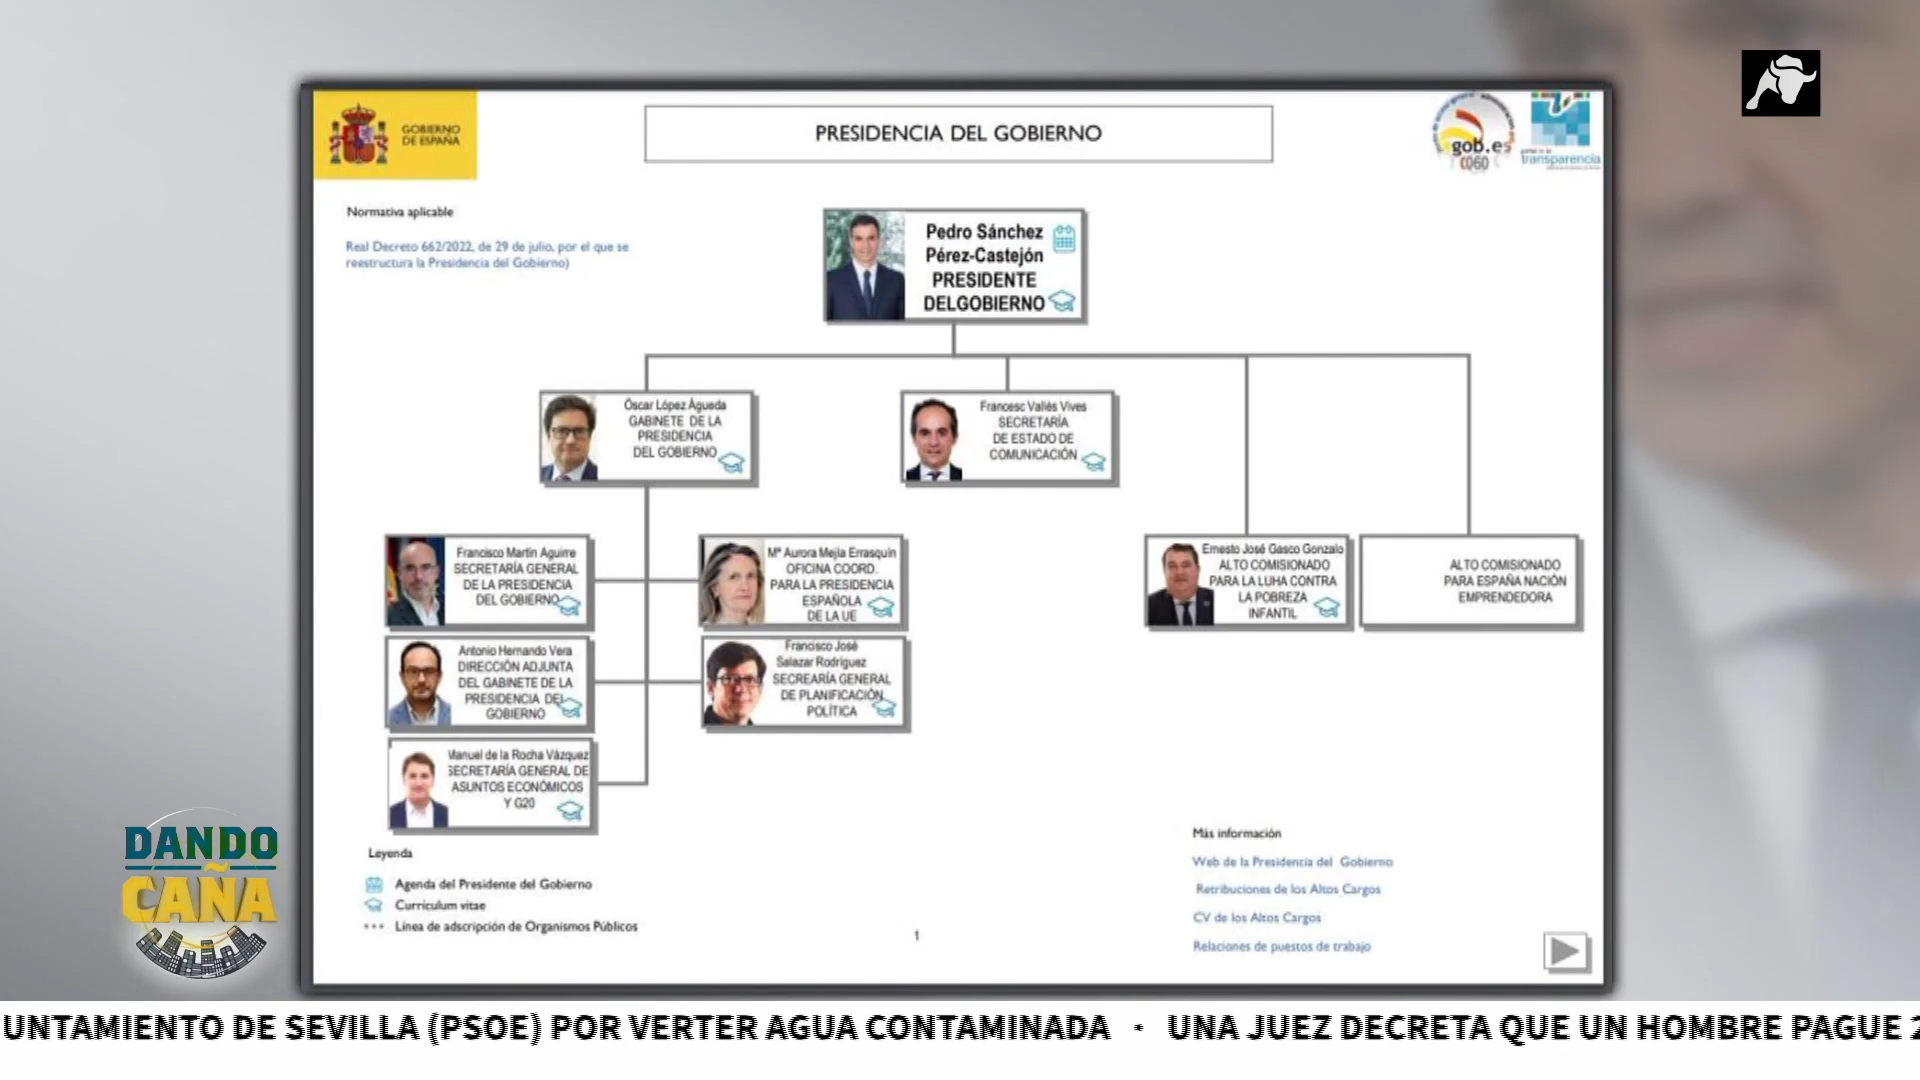 GOBIERNO
DE ESPAÑA
PRESIDENCIA DEL GOBIERNO
gob.es
060
transparencia
Normativa aplicable
Real Decreto 662/2022, de 29 de julio, por el que se
reestructura la Presidencia del Gobierno)
Pedro Sánchez
Pérez-Castejón
PRESIDENTE
DELGOBIERNO
Óscar López Águeda
GABINETE DE LA
PRESIDENCIA
DEL GOBIERNO
Francesc Vallès Vives
SECRETARÍA
DE ESTADO DE
COMUNICACIÓN
Francisco Martín Aguirre
SECRETARÍA GENERAL
DE LA PRESIDENCIA
DEL GOBIERNO
Mª Aurora Mejía Errasquín
OFICINA COORD.
PARA LA PRESIDENCIA
ESPAÑOLA
DE LA UE
Ernesto José Gasco Gonzalo
ALTO COMISIONADO
PARA LA LUHA CONTRA
LA POBREZA
INFANTIL
ALTO COMISIONADO
PARA ESPAÑA NACIÓN
EMPRENDEDORA
Antonio Hernando Vera
DIRECCIÓN ADJUNTA
DEL GABINETE DE LA
PRESIDENCIA DEL
GOBIERNO
Francisco José
Salazar Rodríguez
SECREARÍA GENERAL
DE PLANIFICACIÓN
POLÍTICA
Manuel de la Rocha Vázquez
SECRETARÍA GENERAL DE
ASUNTOS ECONÓMICOS
Y G20
Leyenda
Agenda del Presidente del Gobierno
Curriculum vitae
Línea de adscripción de Organismos Públicos
1
Más información
Web de la Presidencia del Gobierno
Retribuciones de los Altos Cargos
CV de los Altos Cargos
Relaciones de puestos de trabajo
DANDO
CAÑA
UNTAMIENTO DE SEVILLA (PSOE) POR VERTER AGUA CONTAMINADA · UNA JUEZ DECRETA QUE UN HOMBRE PAGUE